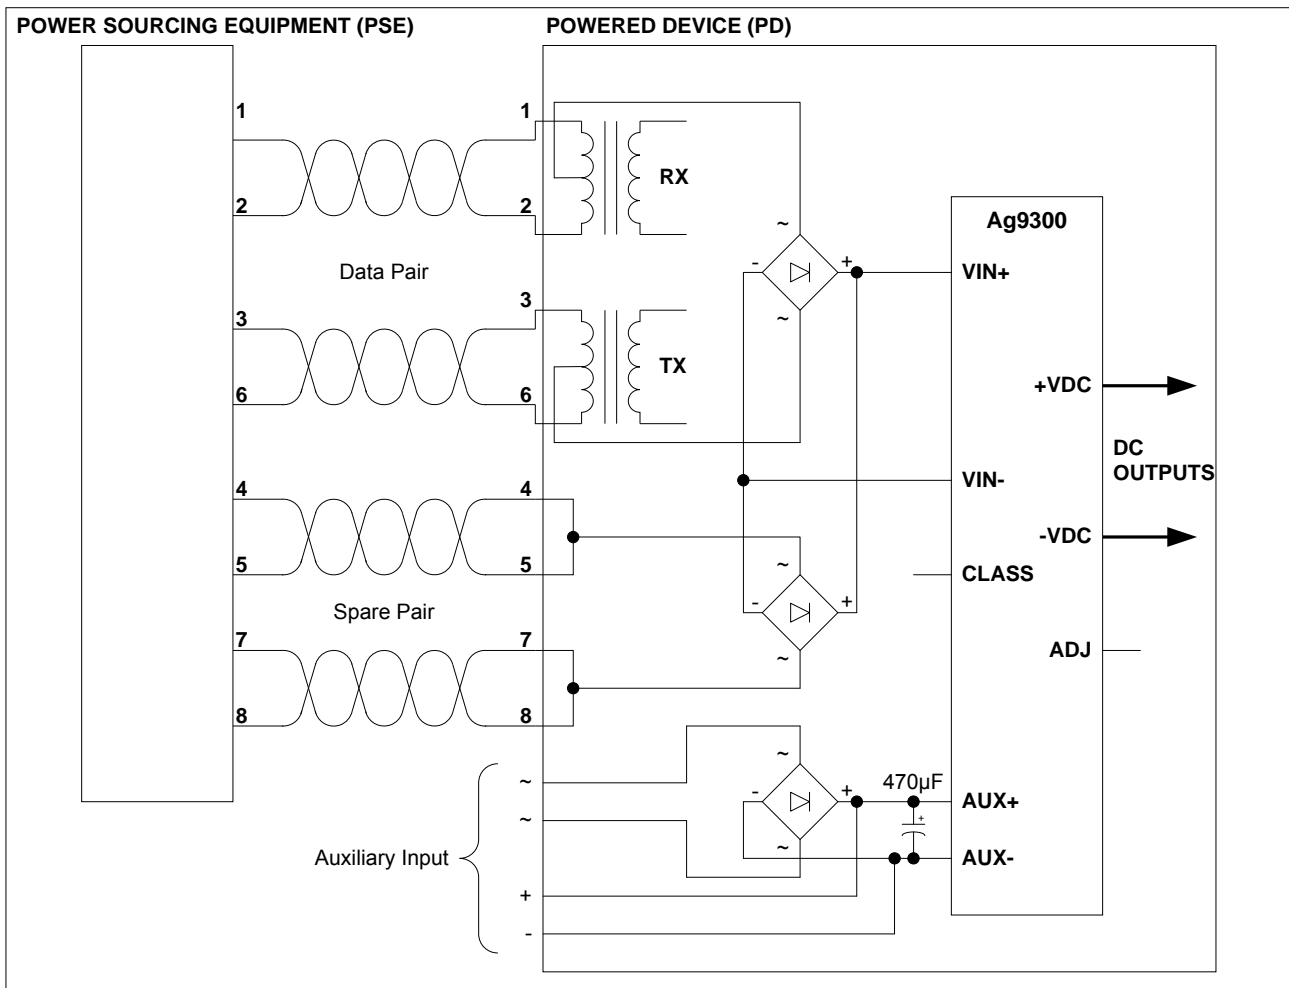 POWER SOURCING EQUIPMENT (PSE)
POWERED DEVICE (PD)
1
1
2
2
RX
~
Ag9300
Data Pair
-
+
VIN+
3
3
~
6
6
TX
+VDC
DC
OUTPUTS
4
4
VIN-
-VDC
5
5
~
CLASS
Spare Pair
-
+
7
7
~
ADJ
8
8
~
~
470µF
-
+
AUX+
~
+
~
AUX-
Auxiliary Input
+
-